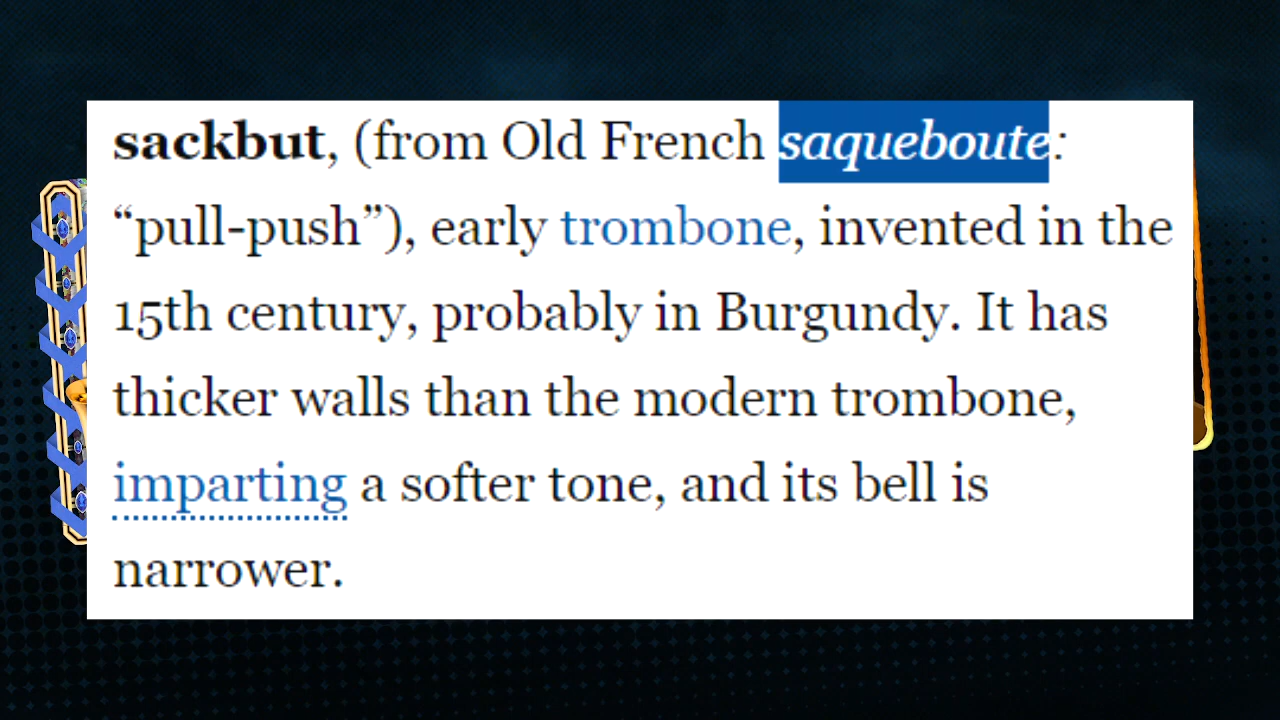 sackbut, (from Old French saqueboute:
“pull-push”), early trombone, invented in the
15th century, probably in Burgundy. It has
thicker walls than the modern trombone,
imparting a softer tone, and its bell is
narrower.